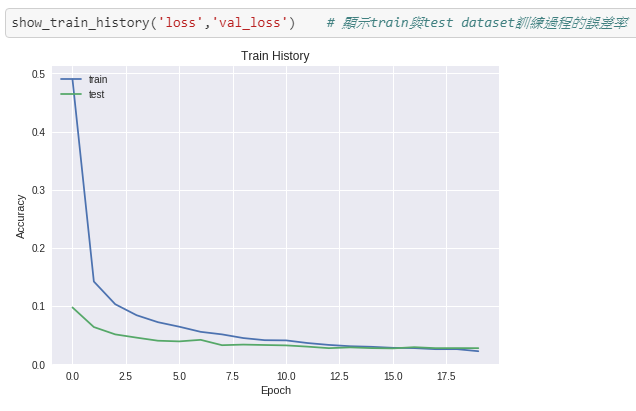 show_train_history('loss','val_loss')    # 顯示train與test dataset訓練過程的誤差率
Train History
train
test
0.5
0.4
0.3
0.2
0.1
0.0
Accuracy
0.0 2.5 5.0 7.5 10.0 12.5 15.0 17.5
Epoch